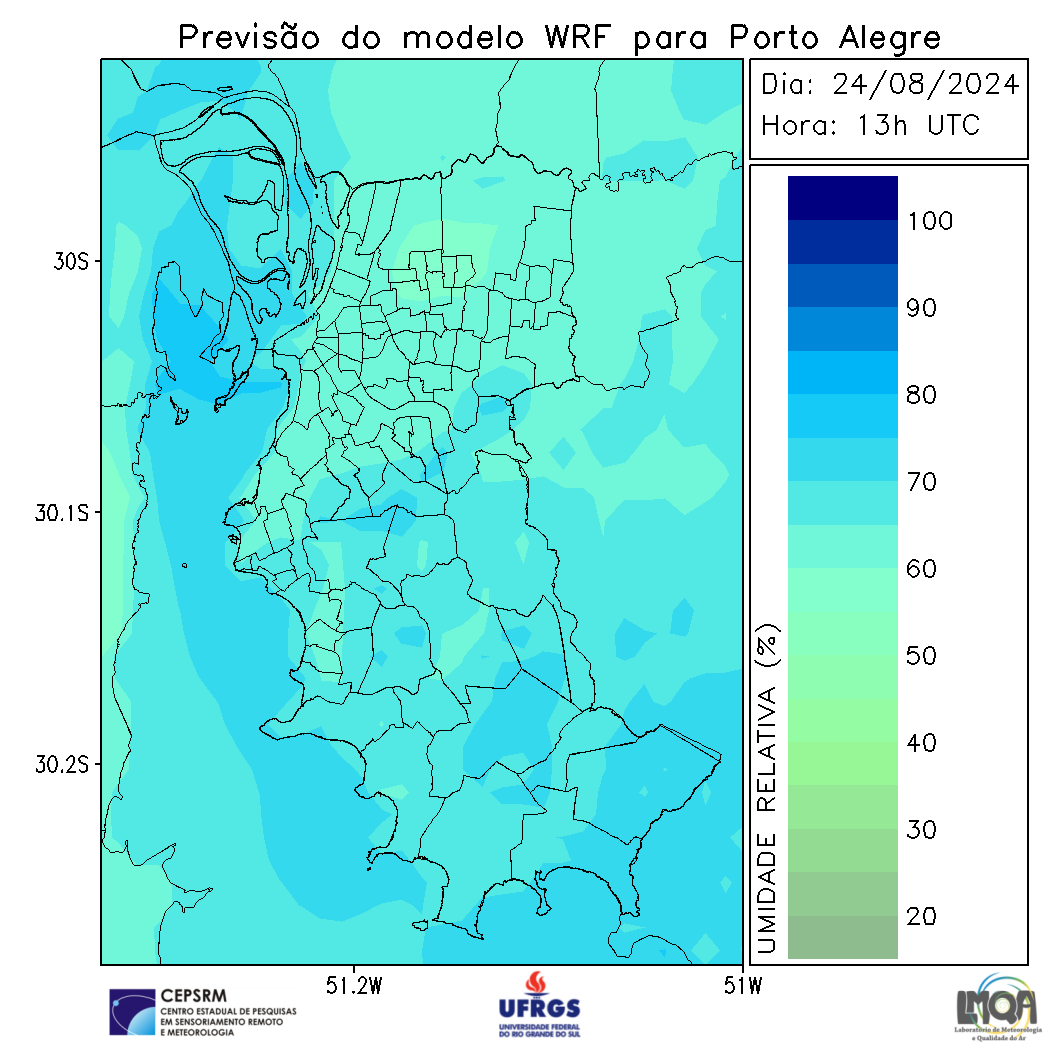 Previsão do modelo WRF para Porto Alegre
Dia: 24/08/2024
Hora: 13h UTC
30S
30.1S
30.2S
51.2W
51W
100
90
80
70
60
50
40
30
20
UMIDADE RELATIVA (%)
CEPSRM
CENTRO ESTADUAL DE PESQUISAS
EM SENSORIAMENTO REMOTO
E METEOROLOGIA
UFRGS
UNIVERSIDADE FEDERAL
DO RIO GRANDE DO SUL
LMQA
Laboratório de Meteorologia
e Qualidade do Ar